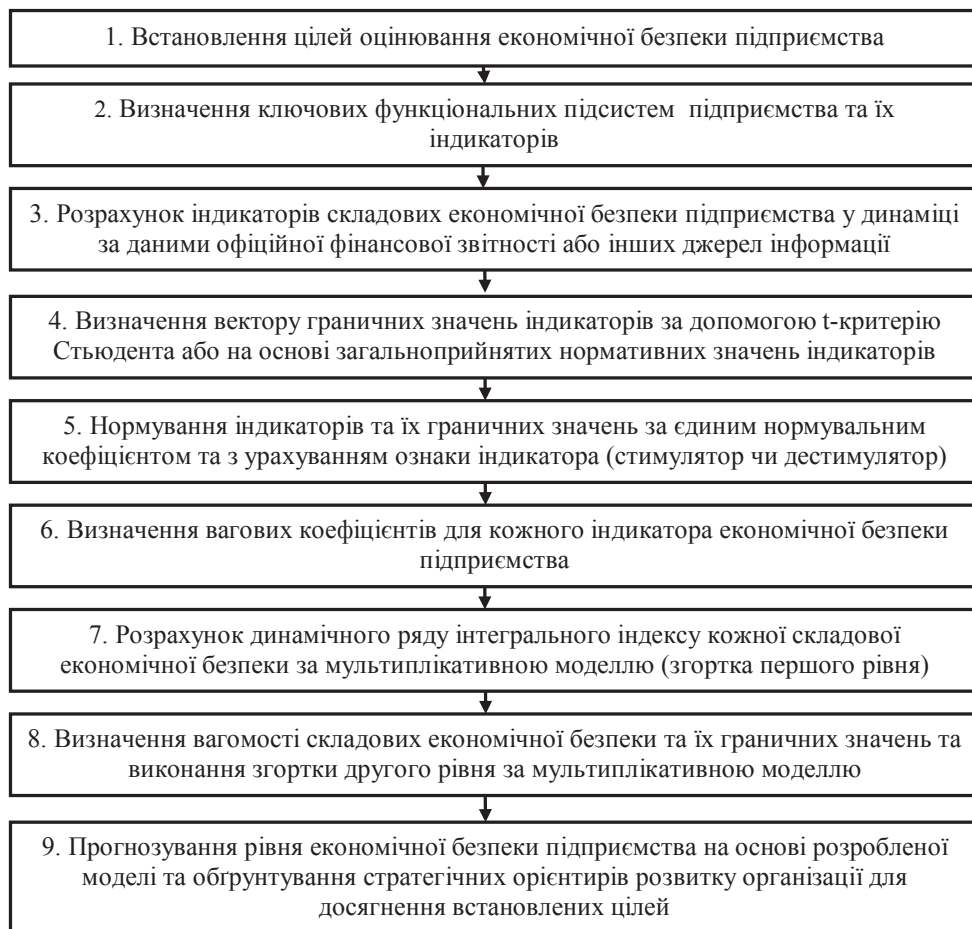 1. Встановлення цілей оцінювання економічної безпеки підприємства
2. Визначення ключових функціональних підсистем підприємства та їх
індикаторів
3. Розрахунок індикаторів складових економічної безпеки підприємства у динаміці
за даними офіційної фінансової звітності або інших джерел інформації
4. Визначення вектору граничних значень індикаторів за допомогою t-критерію
Стьюдента або на основі загальноприйнятих нормативних значень індикаторів
5. Нормування індикаторів та їх граничних значень за єдиним нормувальним
коефіцієнтом та з урахуванням ознаки індикатора (стимулятор чи дестимулятор)
6. Визначення вагових коефіцієнтів для кожного індикатора економічної безпеки
підприємства
7. Розрахунок динамічного ряду інтегрального індексу кожної складової
економічної безпеки за мультиплікативною моделлю (згортка першого рівня)
8. Визначення вагомості складових економічної безпеки та їх граничних значень та
виконання згортки другого рівня за мультиплікативною моделлю
9. Прогнозування рівня економічної безпеки підприємства на основі розробленої
моделі та обґрунтування стратегічних орієнтирів розвитку організації для
досягнення встановлених цілей